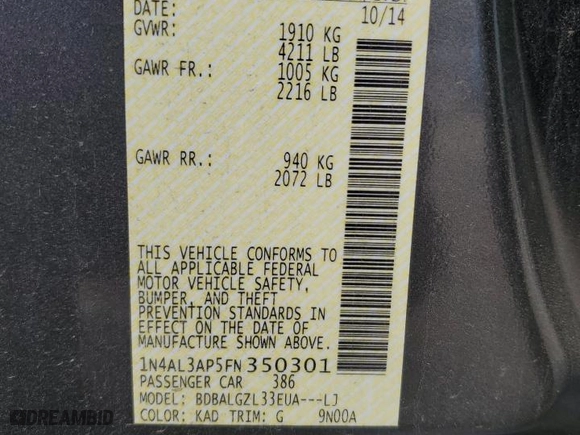 DATE: 10/14
GVWR: 1910 KG
4211 LB
GAWR FR.: 1005 KG
2216 LB
GAWR RR.: 940 KG
2072 LB
THIS VEHICLE CONFORMS TO
ALL APPLICABLE FEDERAL
MOTOR VEHICLE SAFETY,
BUMPER, AND THEFT
PREVENTION STANDARDS IN
EFFECT ON THE DATE OF
MANUFACTURE SHOWN ABOVE.
1N4AL3AP5FN350301
PASSENGER CAR 386
MODEL: BDBALGZL33EUA---LJ
COLOR: KAD TRIM: G 9N00A
DREAMBID